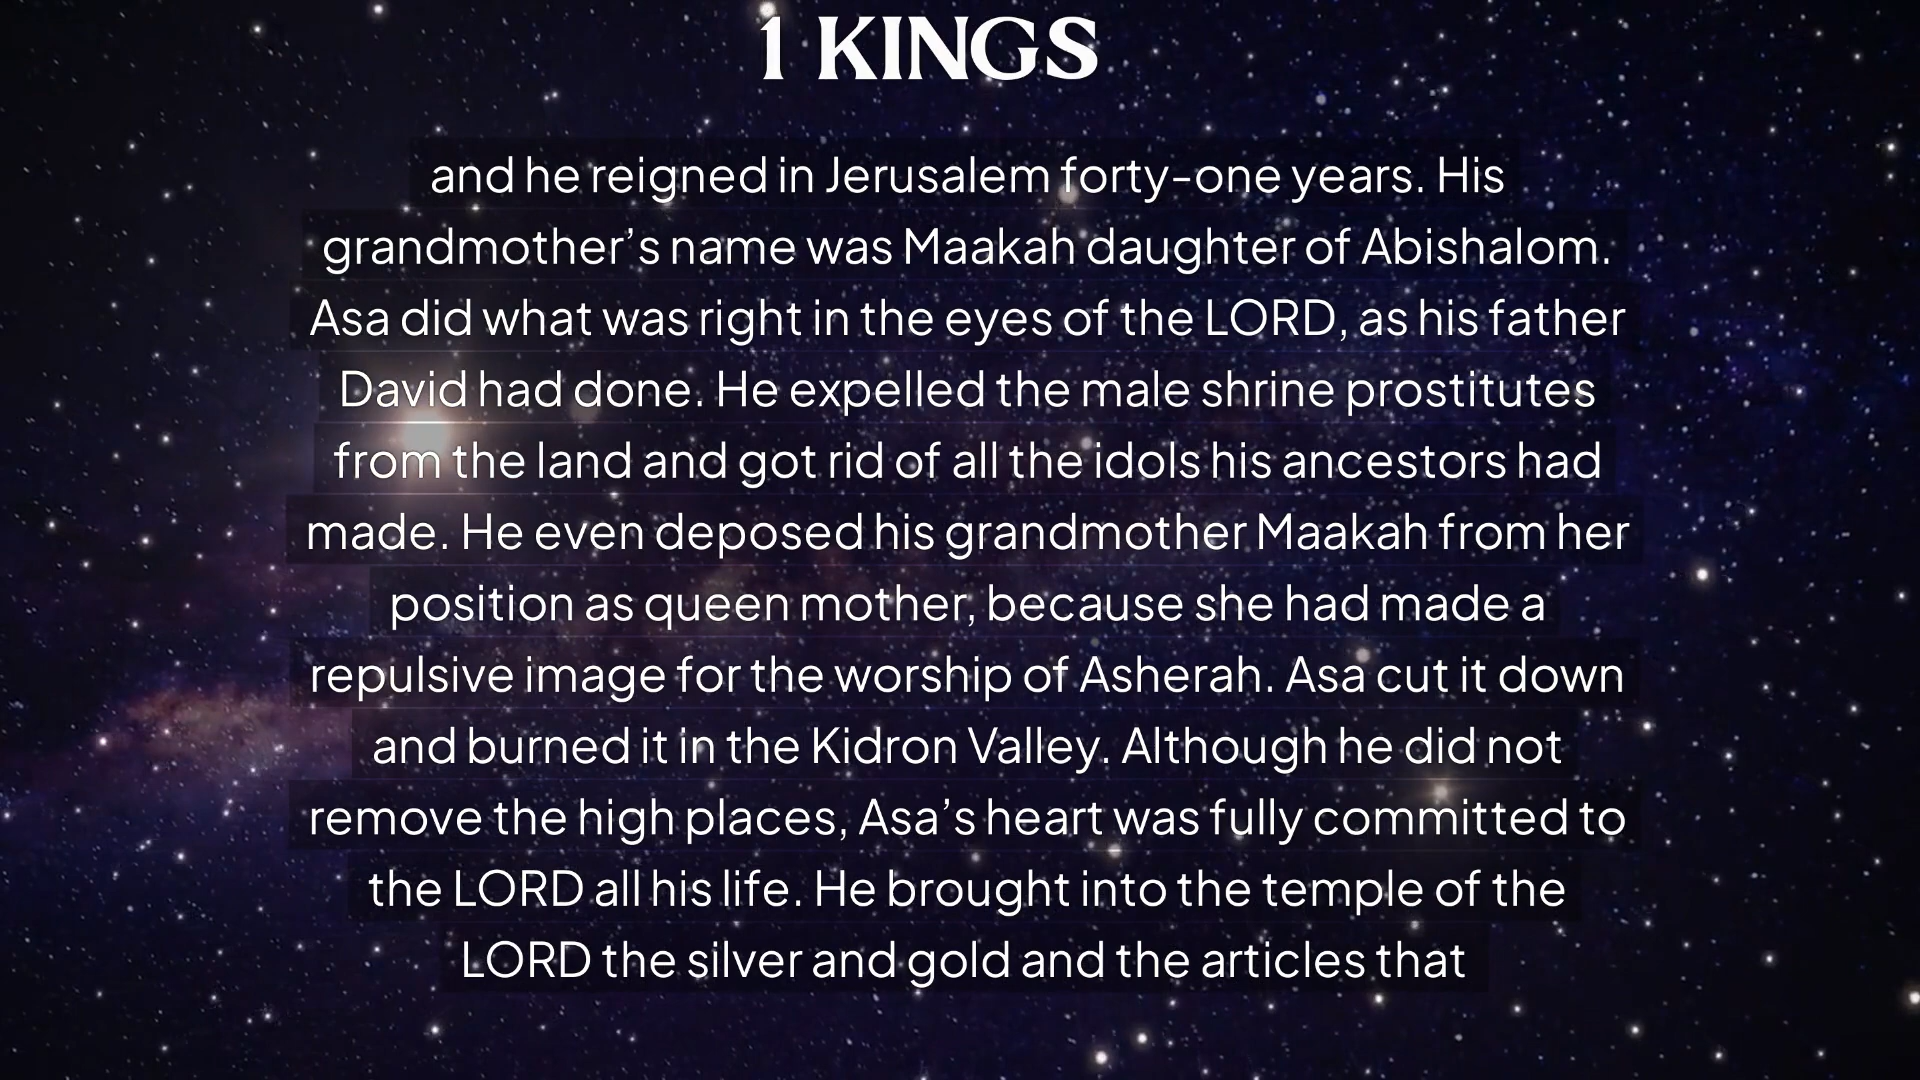 1 KINGS
and he reigned in Jerusalem forty-one years. His
grandmother’s name was Maakah daughter of Abishalom.
Asa did what was right in the eyes of the LORD, as his father
David had done. He expelled the male shrine prostitutes
from the land and got rid of all the idols his ancestors had
made. He even deposed his grandmother Maakah from her
position as queen mother, because she had made a
repulsive image for the worship of Asherah. Asa cut it down
and burned it in the Kidron Valley. Although he did not
remove the high places, Asa’s heart was fully committed to
the LORD all his life. He brought into the temple of the
LORD the silver and gold and the articles that